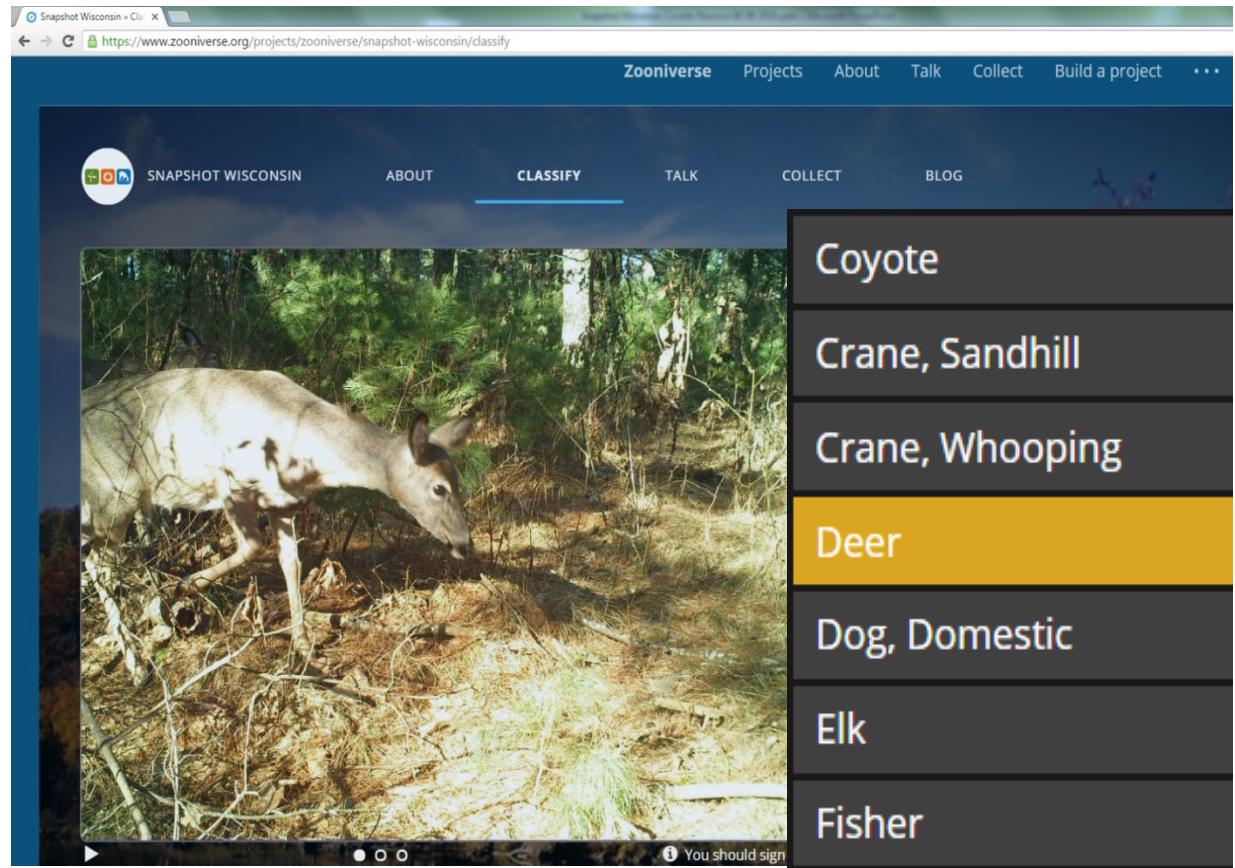 Snapshot Wisconsin » Cla
https://www.zooniverse.org/projects/zooniverse/snapshot-wisconsin/classify
Zooniverse Projects About Talk Collect Build a project ...
SNAPSHOT WISCONSIN ABOUT CLASSIFY TALK COLLECT BLOG
Coyote
Crane, Sandhill
Crane, Whooping
Deer
Dog, Domestic
Elk
Fisher
You should sign